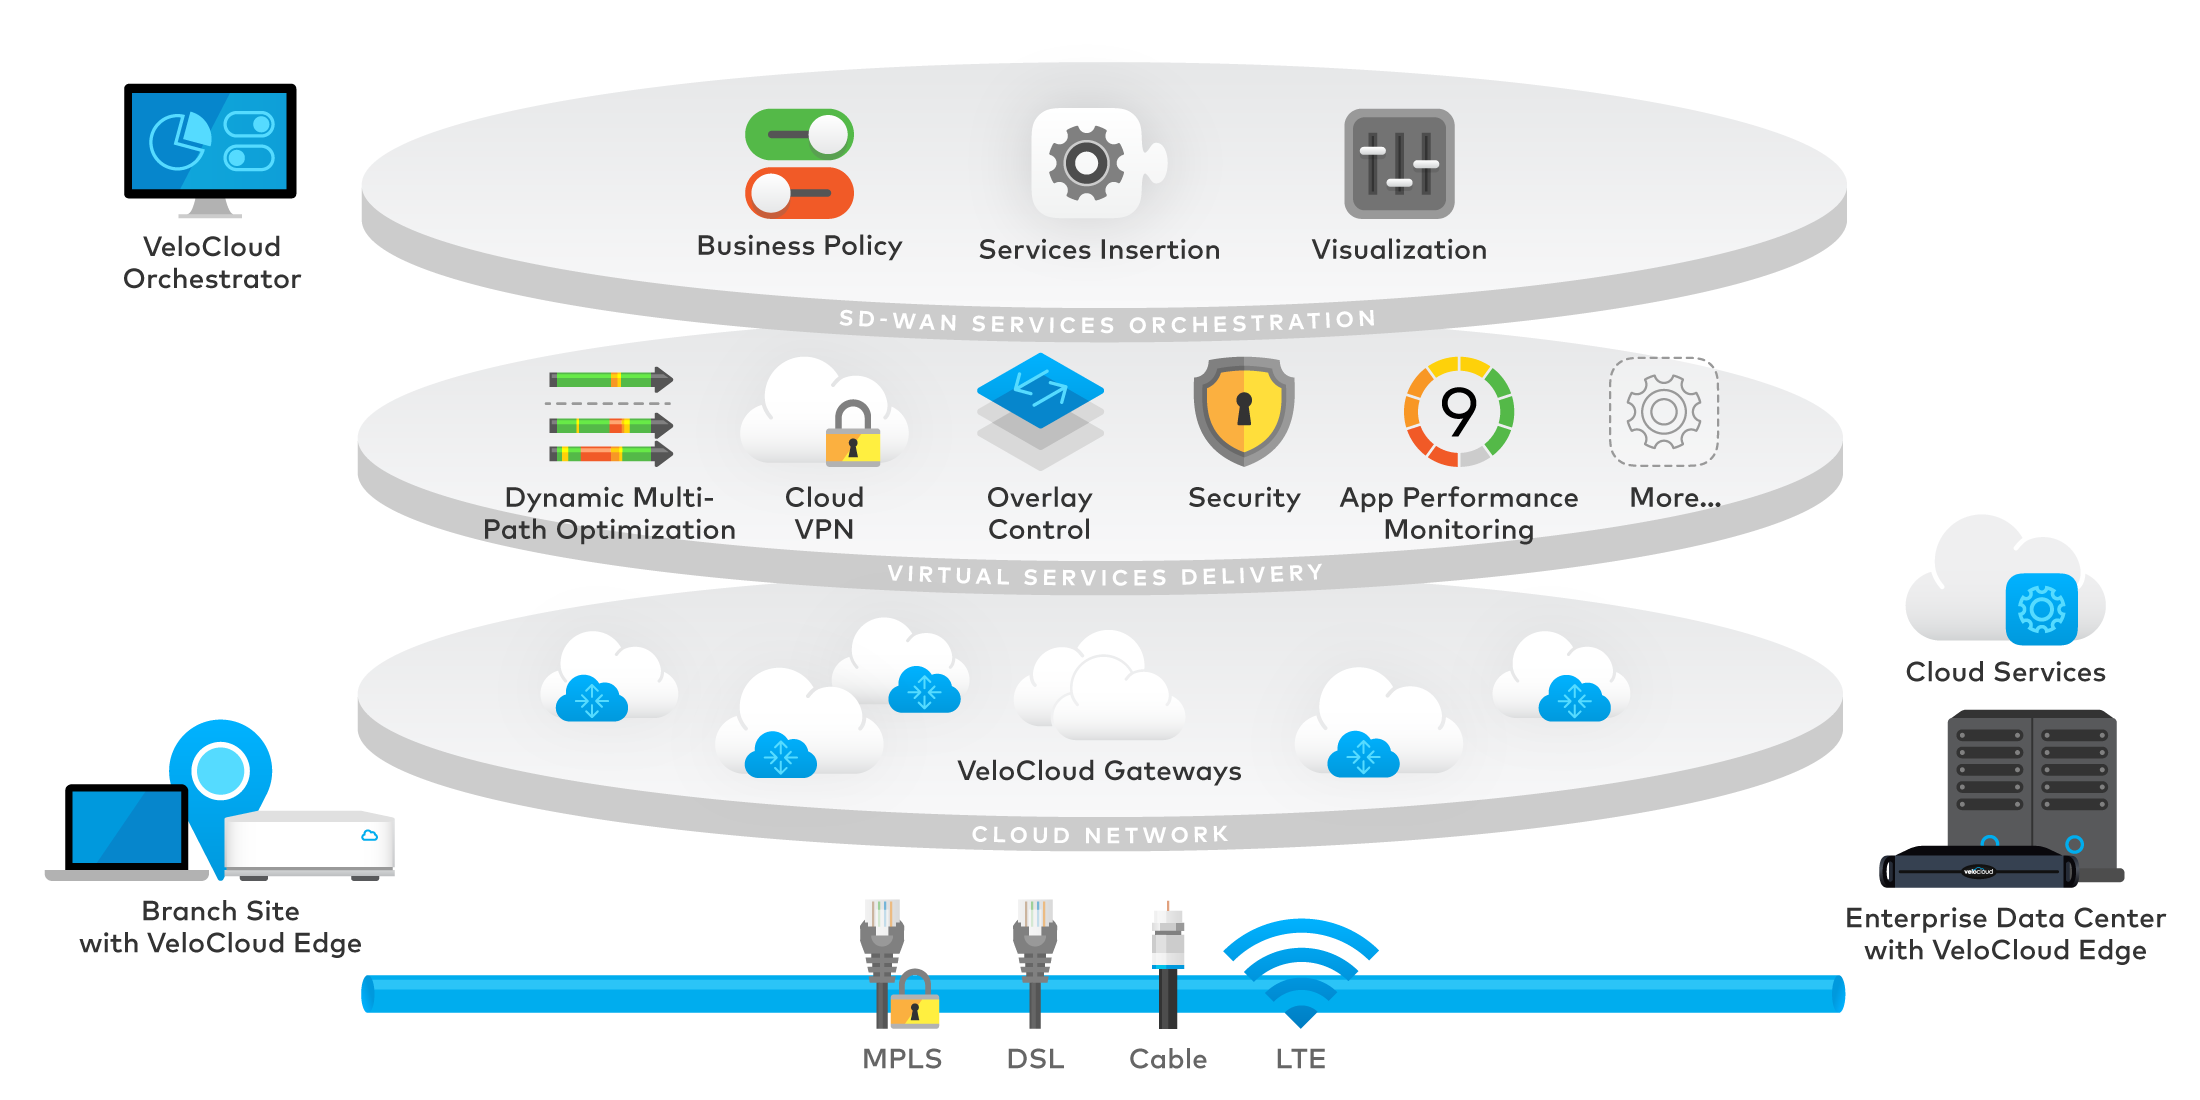 VeloCloud
Orchestrator
Business Policy
Services Insertion
Visualization
SD-WAN SERVICES ORCHESTRATION
Dynamic Multi-
Path Optimization
Cloud
VPN
Overlay
Control
Security
9
App Performance
Monitoring
More...
VIRTUAL SERVICES DELIVERY
VeloCloud Gateways
CLOUD NETWORK
Cloud Services
Branch Site
with VeloCloud Edge
velocloud
Enterprise Data Center
with VeloCloud Edge
MPLS
DSL
Cable
LTE